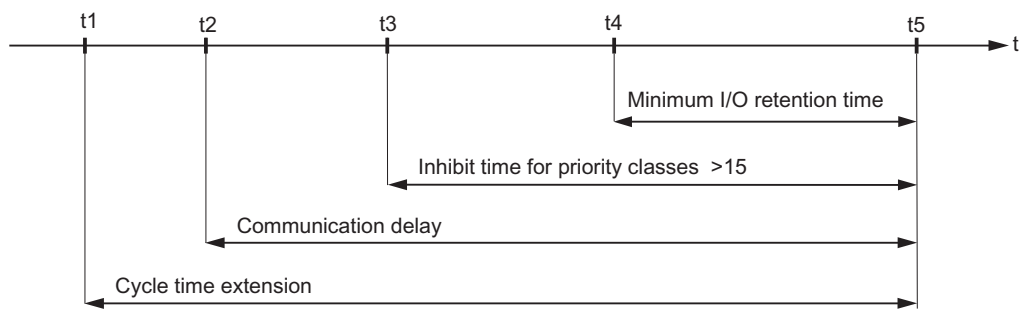 t1
t2
t3
t4
t5
t
Minimum I/O retention time
Inhibit time for priority classes >15
Communication delay
Cycle time extension